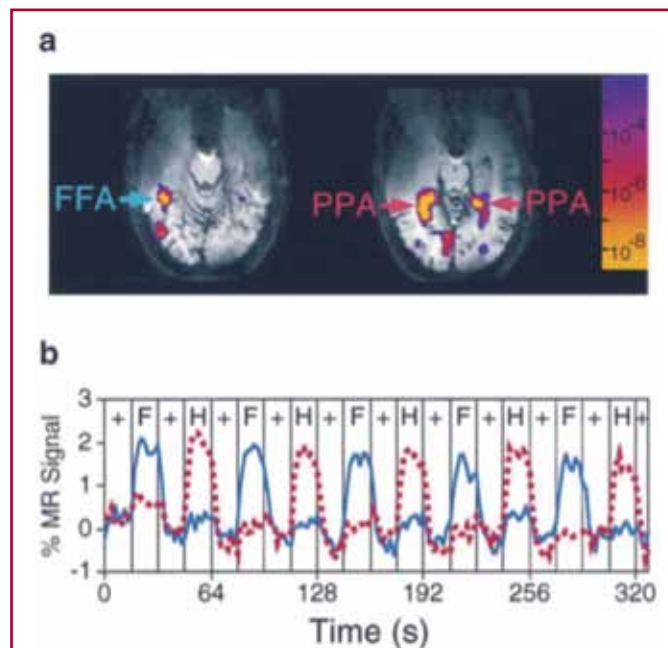 a
FFA PPA PPA
10⁻⁴
10⁻⁶
10⁻⁸
b
3
2
1
0
-1
% MR Signal
+ F + H + F + H + F + H + F + H + F + H +
0 64 128 192 256 320
Time (s)